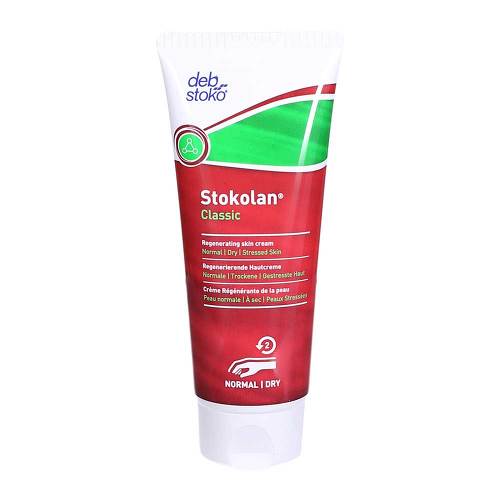 deb
stoko®
Stokolan®
Classic
Regenerating skin cream
Normal | Dry | Stressed Skin
Regenerierende Hautcreme
Normale | Trockene | Gestresste Haut
Crème Régénérante de la peau
Peau normale | À sec | Peaux Stressées
2
NORMAL | DRY